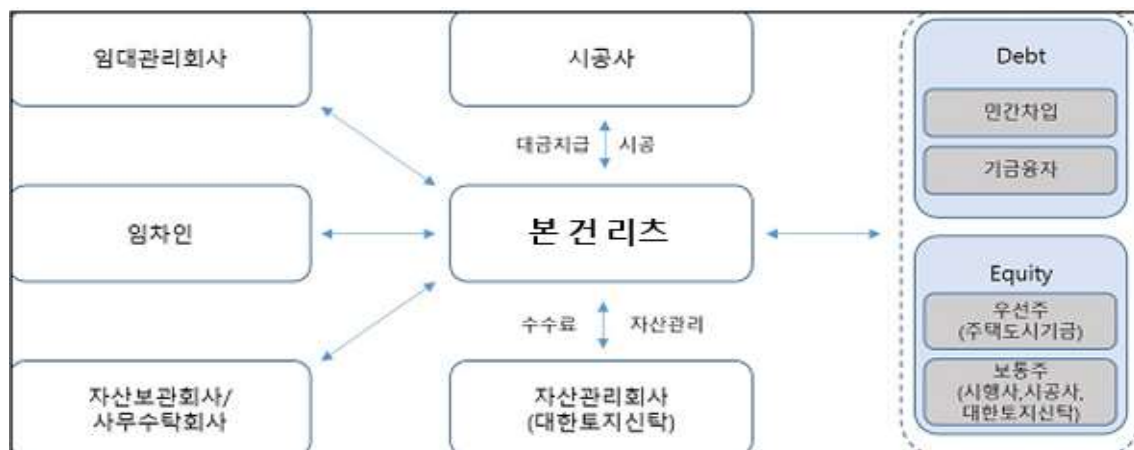 임대관리회사
시공사
Debt
민간차입
대금지급
시공
기금융자
임차인
본 건 리츠
Equity
우선주
(주택도시기금)
수수료
자산관리
보통주
(시행사,시공사,
대한토지신탁)
자산보관회사/
사무수탁회사
자산관리회사
(대한토지신탁)